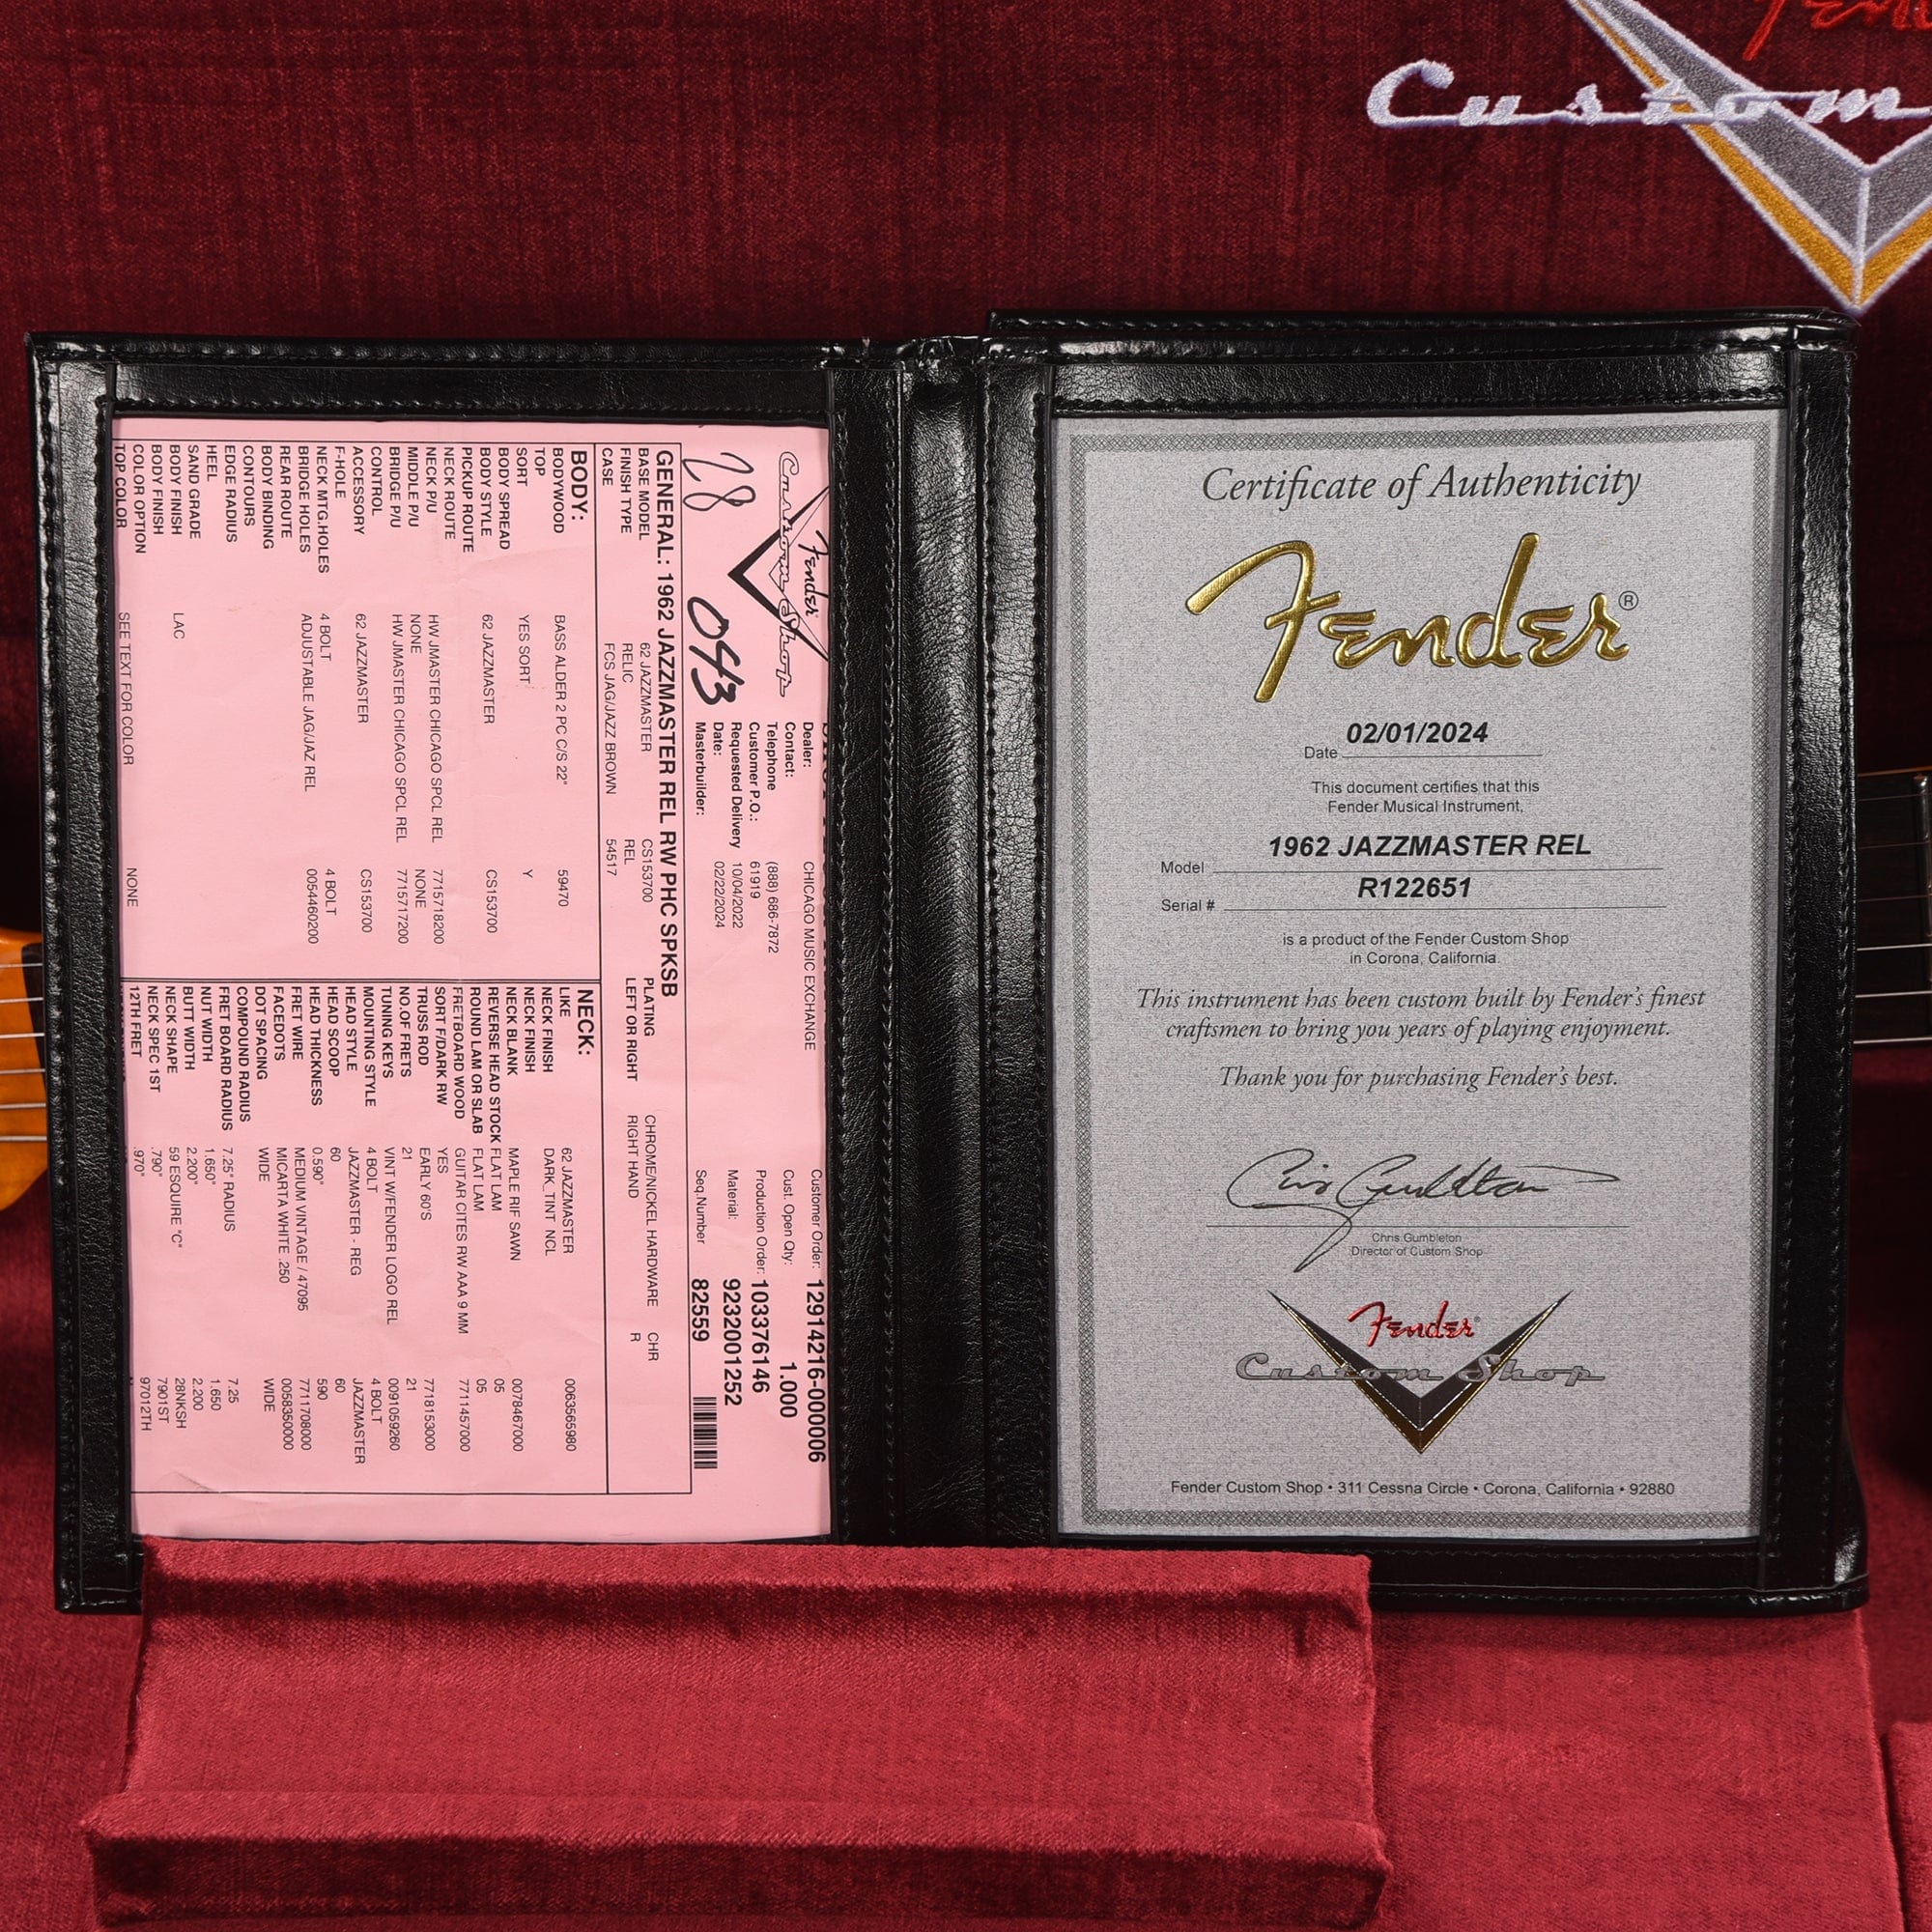 Fender
Custom
Fender
Custom Shop
28
043
Dealer: CHICAGO MUSIC EXCHANGE
Contact:
Telephone (888) 686-7872
Customer P.O.: 61919
Requested Delivery 10/04/2022
Date: 02/22/2024
Masterbuilder:
Customer Order: 12914216-000006
Cust. Open Qty: 1.000
Production Order: 103376146
Material: 9232001252
Seq.Number 82559
GENERAL: 1962 JAZZMASTER REL RW PHC SPKSB
BASE MODEL 62 JAZZMASTER CS153700 PLATING CHROME/NICKEL HARDWARE CHR
FINISH TYPE RELIC REL LEFT OR RIGHT RIGHT HAND R
CASE FCS JAG/JAZZ BROWN 54517
BODY:
BODYWOOD BASS ALDER 2 PC C/S 22" 59470
TOP
SORT YES SORT Y
BODY SPREAD
BODY STYLE 62 JAZZMASTER CS153700
PICKUP ROUTE
NECK ROUTE
NECK P/U HW JMASTER CHICAGO SPCL REL 7715718200
MIDDLE P/U NONE NONE
BRIDGE P/U HW JMASTER CHICAGO SPCL REL 7715717200
CONTROL
ACCESSORY 62 JAZZMASTER CS153700
F-HOLE
NECK MTG.HOLES 4 BOLT 4 BOLT
BRIDGE HOLES ADJUSTABLE JAG/JAZ REL 0054460200
REAR ROUTE
BODY BINDING
CONTOURS
EDGE RADIUS
HEEL
SAND GRADE
BODY FINISH LAC
BODY FINISH
COLOR OPTION
TOP COLOR SEE TEXT FOR COLOR NONE
NECK:
LIKE 62 JAZZMASTER 0063565980
NECK FINISH DARK_TINT NCL
NECK FINISH
NECK BLANK MAPLE RIF SAWN 0078467000
REVERSE HEAD STOCK FLAT LAM 05
ROUND LAM OR SLAB FLAT LAM 05
FRETBOARD WOOD GUITAR CITES RW AAA 9 MM 7711457000
SORT F/DARK RW YES
TRUSS ROD EARLY 60'S 7718153000
NO.OF FRETS 21 21
TUNING KEYS VINT W/FENDER LOGO REL 0091059280
MOUNTING STYLE 4 BOLT 4 BOLT
HEAD STYLE JAZZMASTER - REG JAZZMASTER
HEAD SCOOP 60 60
HEAD THICKNESS 0.590" 590
FRET WIRE MEDIUM VINTAGE / 47095 7711708000
FACEDOTS MICARTA WHITE .250 0058350000
DOT SPACING WIDE WIDE
COMPOUND RADIUS
FRET BOARD RADIUS 7.25" RADIUS 7.25
NUT WIDTH 1.650" 1.650
BUTT WIDTH 2.200" 2.200
NECK SHAPE 59 ESQUIRE "C" 28NKSH
NECK SPEC 1ST .790" 7901ST
12TH FRET .970" 97012TH
Certificate of Authenticity
Fender®
02/01/2024
Date
This document certifies that this
Fender Musical Instrument,
1962 JAZZMASTER REL
Model
R122651
Serial #
is a product of the Fender Custom Shop
in Corona, California
This instrument has been custom built by Fender's finest
craftsmen to bring you years of playing enjoyment.
Thank you for purchasing Fender's best.
Chris Gumbleton
Chris Gumbleton
Director of Custom Shop
Fender
Custom Shop
Fender Custom Shop • 311 Cessna Circle • Corona, California • 92880